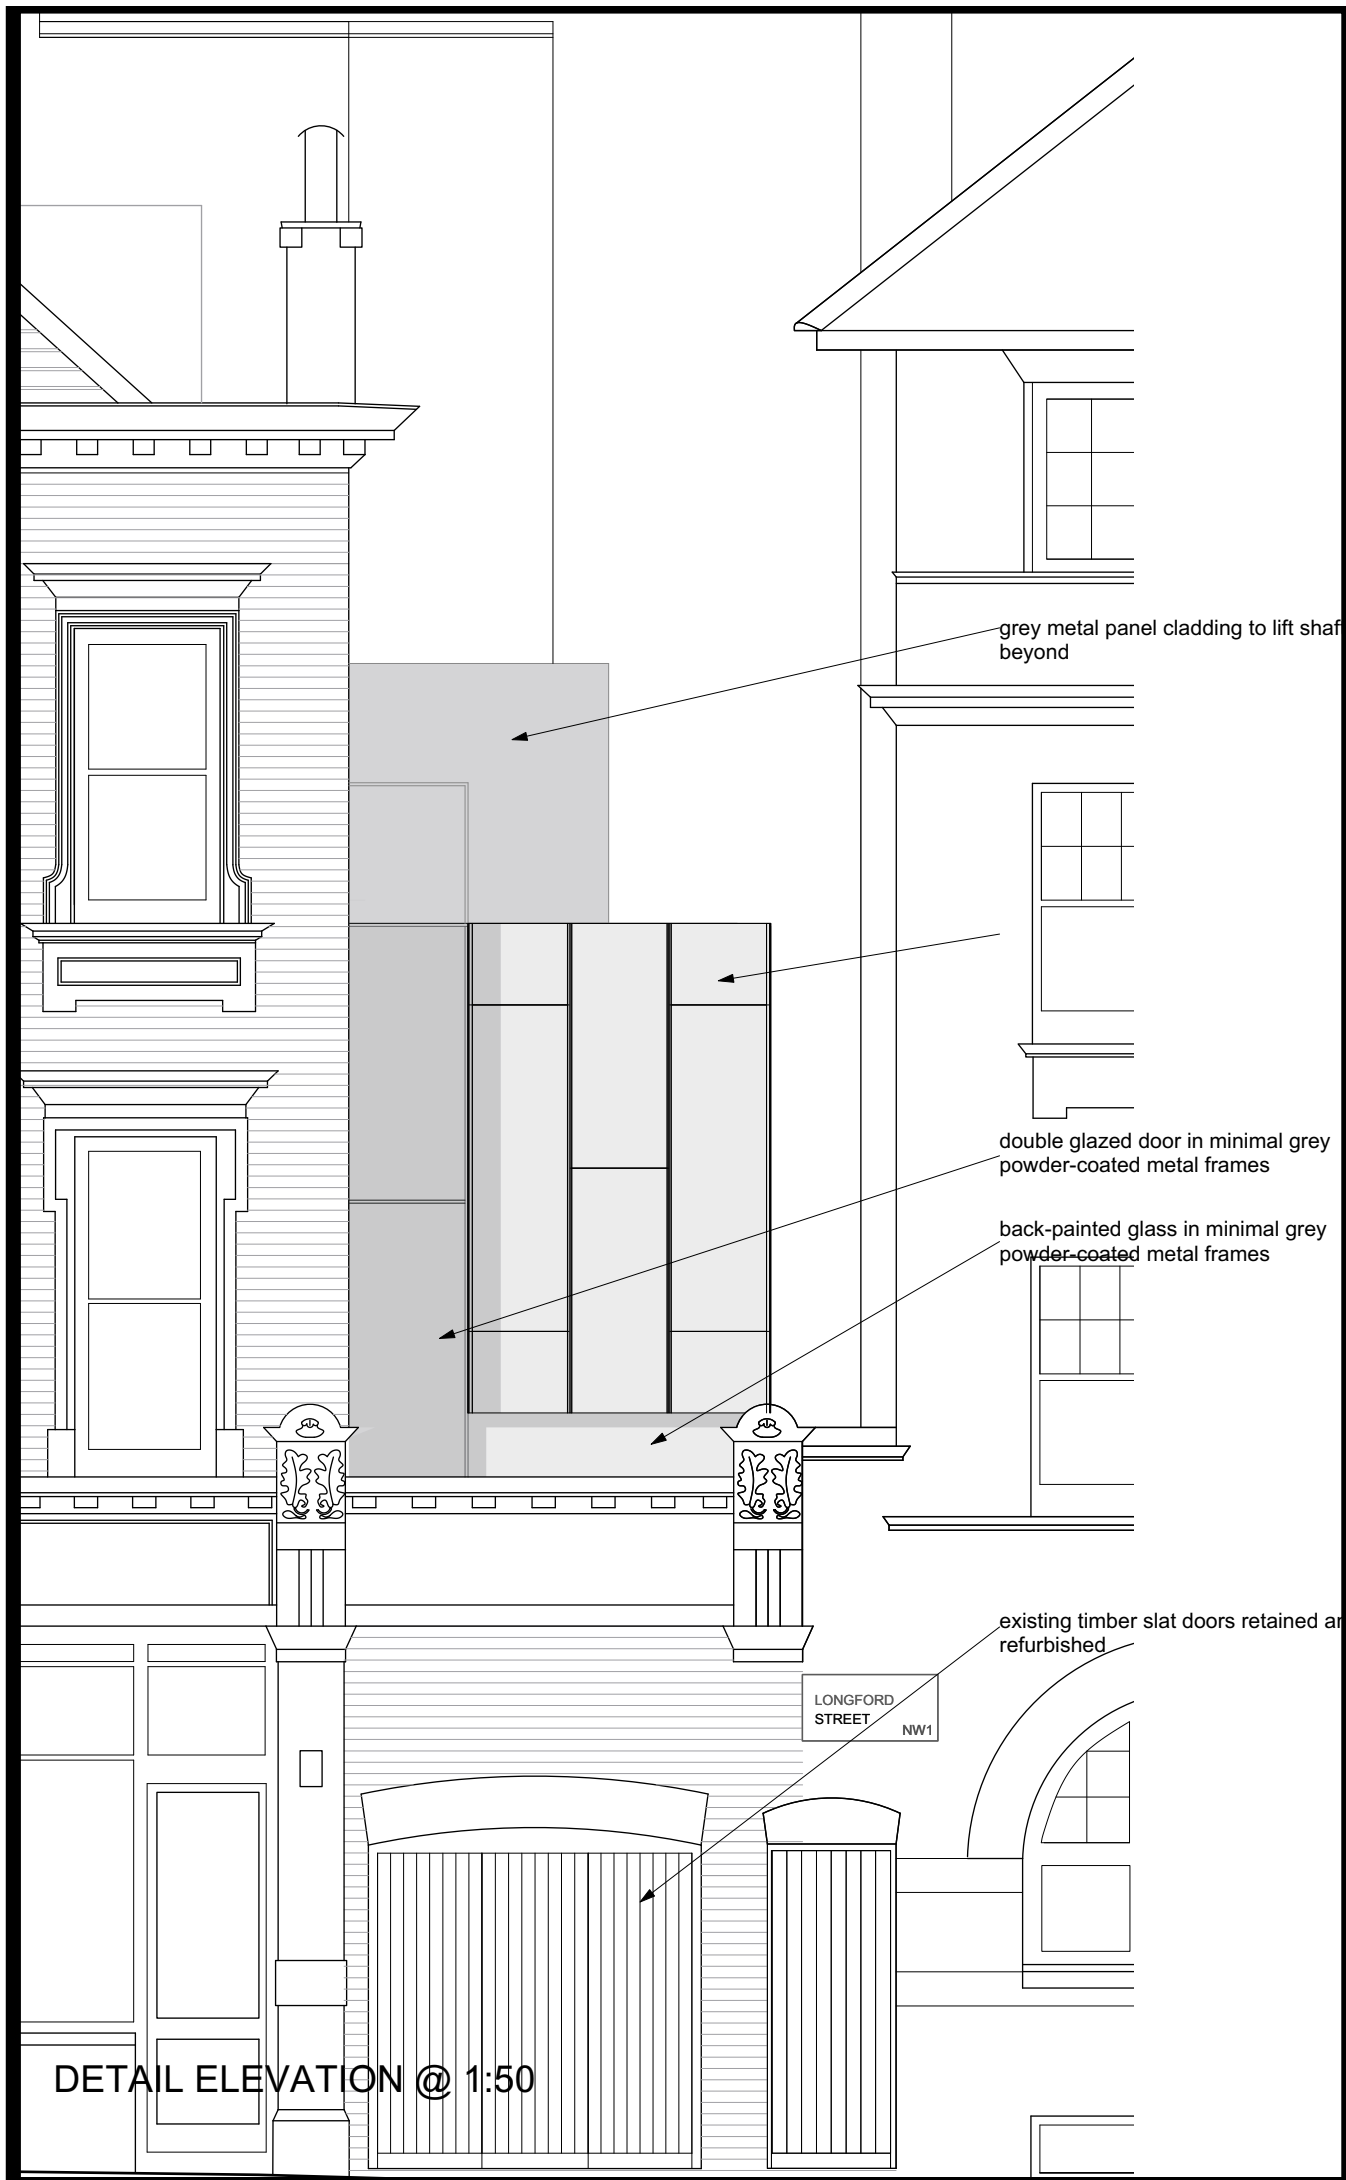 grey metal panel cladding to lift shaf
beyond
double glazed door in minimal grey
powder-coated metal frames
back-painted glass in minimal grey
powder-coated metal frames
existing timber slat doors retained
refurbished
LONGFORD
STREET
NW1
DETAIL ELEVATION @ 1:50